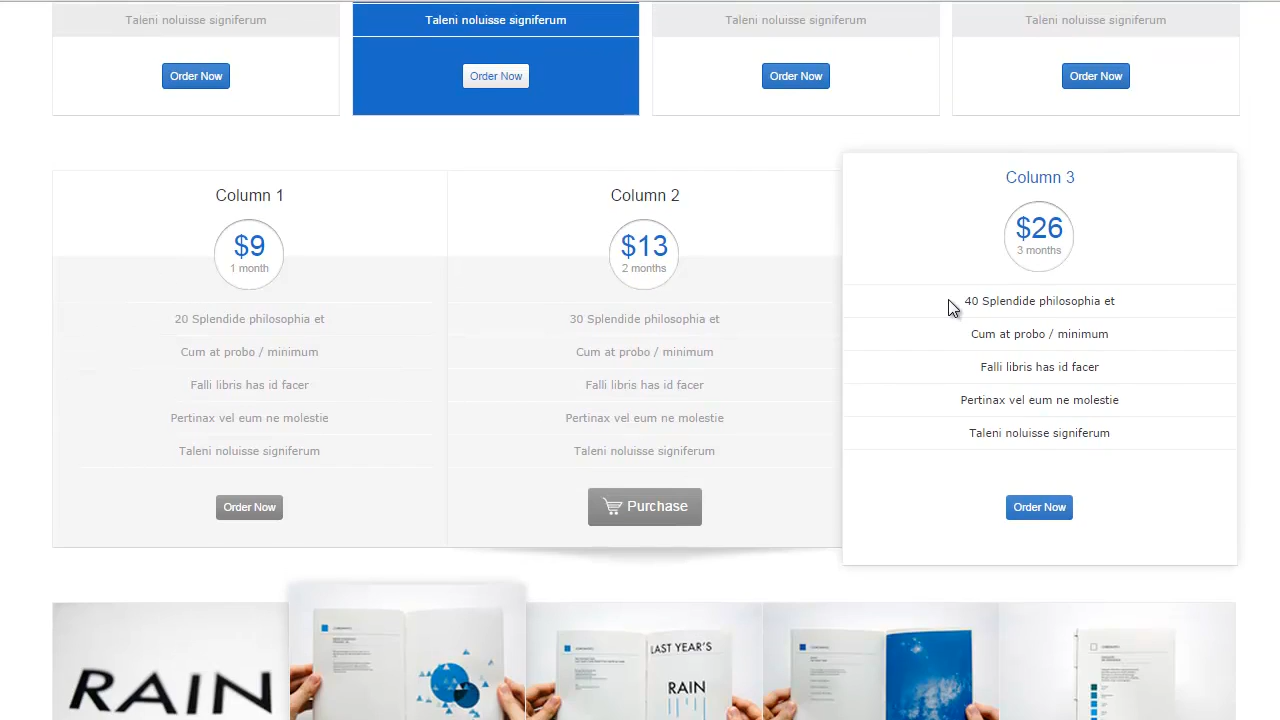 Taleni noluisse signiferum
Taleni noluisse signiferum
Taleni noluisse signiferum
Taleni noluisse signiferum
Order Now
Order Now
Order Now
Order Now
Column 1
$9
1 month
20 Splendide philosophia et
Cum at probo / minimum
Falli libris has id facer
Pertinax vel eum ne molestie
Taleni noluisse signiferum
Order Now
Column 2
$13
2 months
30 Splendide philosophia et
Cum at probo / minimum
Falli libris has id facer
Pertinax vel eum ne molestie
Taleni noluisse signiferum
Purchase
Column 3
$26
3 months
40 Splendide philosophia et
Cum at probo / minimum
Falli libris has id facer
Pertinax vel eum ne molestie
Taleni noluisse signiferum
Order Now
RAIN
LAST YEAR'S
RAIN